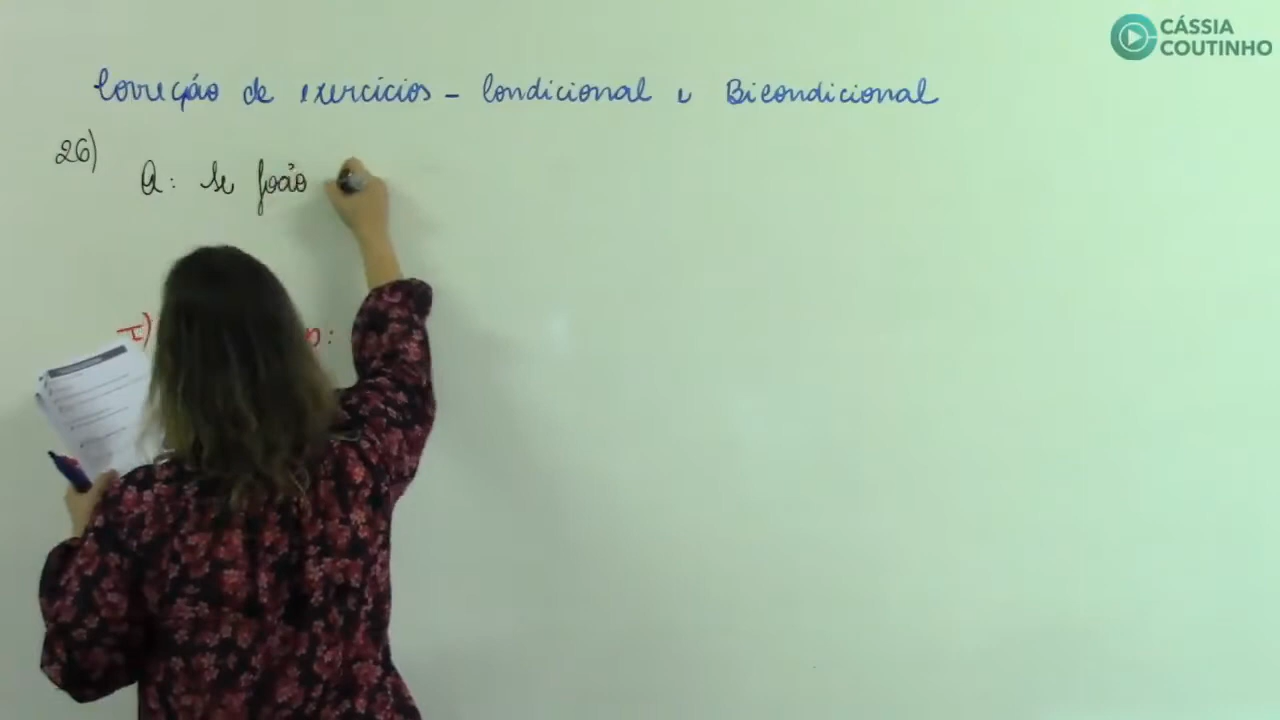 CÁSSIA
COUTINHO
Correção de exercícios - Condicional e Bicondicional
26)
A: Se João
I)